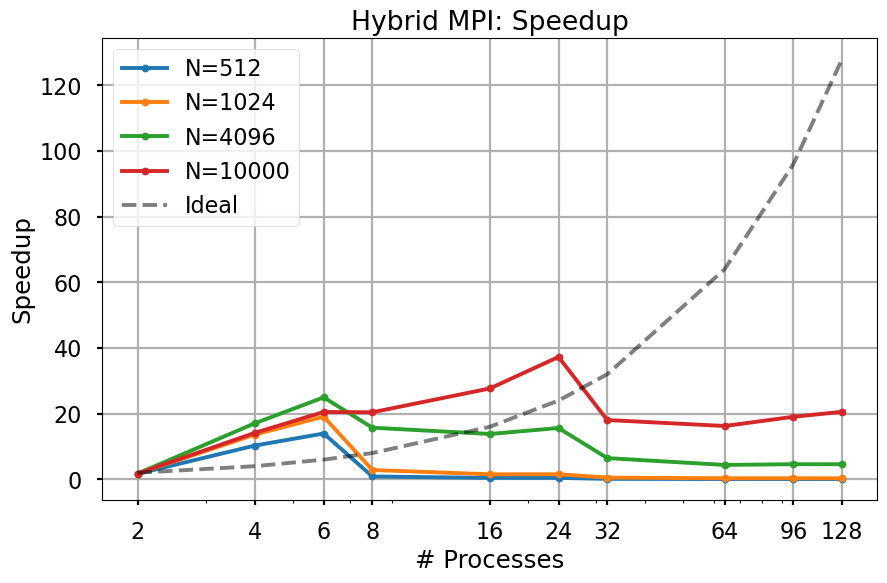 Hybrid MPI: Speedup
N=512
N=1024
N=4096
N=10000
Ideal
Speedup
120
100
80
60
40
20
0
2 4 6 8 16 24 32 64 96 128
# Processes